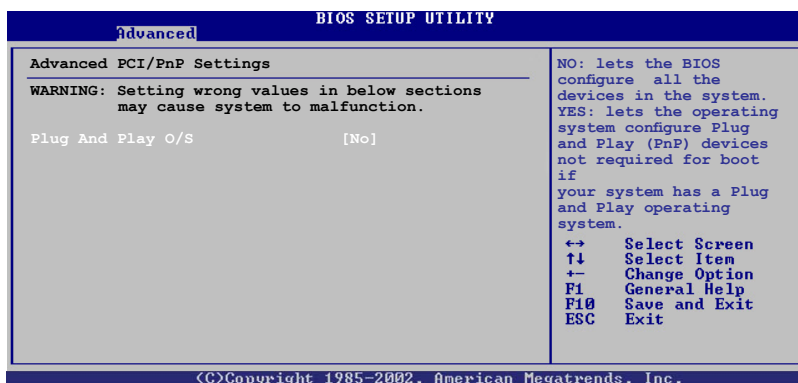 BIOS SETUP UTILITY
Advanced
Advanced PCI/PnP Settings
WARNING: Setting wrong values in below sections
may cause system to malfunction.
Plug And Play O/S [No]
NO: lets the BIOS
configure all the
devices in the system.
YES: lets the operating
system configure Plug
and Play (PnP) devices
not required for boot
if
your system has a Plug
and Play operating
system.
←→ Select Screen
↑↓ Select Item
+- Change Option
F1 General Help
F10 Save and Exit
ESC Exit
(C)Copyright 1985-2002, American Megatrends, Inc.